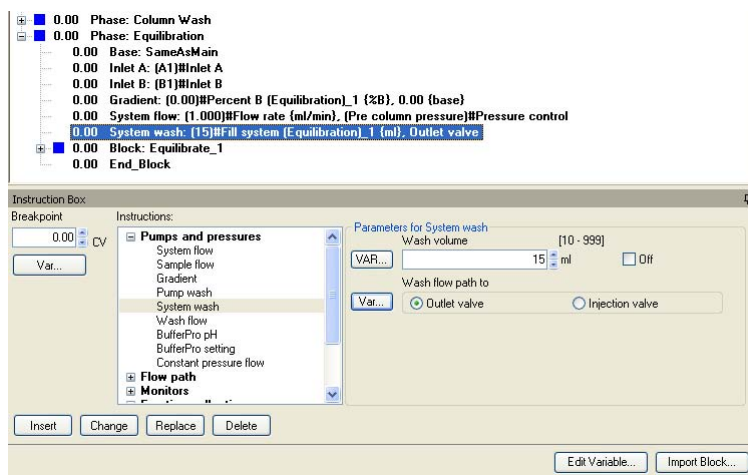 0.00 Phase: Column Wash
0.00 Phase: Equilibration
0.00 Base: SameAsMain
0.00 Inlet A: (A1)#Inlet A
0.00 Inlet B: (B1)#Inlet B
0.00 Gradient: (0.00)#Percent B (Equilibration)_1 {%B}, 0.00 {base}
0.00 System flow: (1.000)#Flow rate {ml/min}, (Pre column pressure)#Pressure control
0.00 System wash: (15)#Fill system (Equilibration)_1 {ml}, Outlet valve
0.00 Block: Equilibrate_1
0.00 End_Block
Instruction Box
Breakpoint
0.00 CV
Var...
Instructions:
Pumps and pressures
System flow
Sample flow
Gradient
Pump wash
System wash
Wash flow
BufferPro pH
BufferPro setting
Constant pressure flow
Flow path
Monitors
Parameters for System wash
Wash volume [10 - 999]
VAR... 15 ml Off
Wash flow path to
Var... Outlet valve Injection valve
Insert Change Replace Delete
Edit Variable... Import Block...